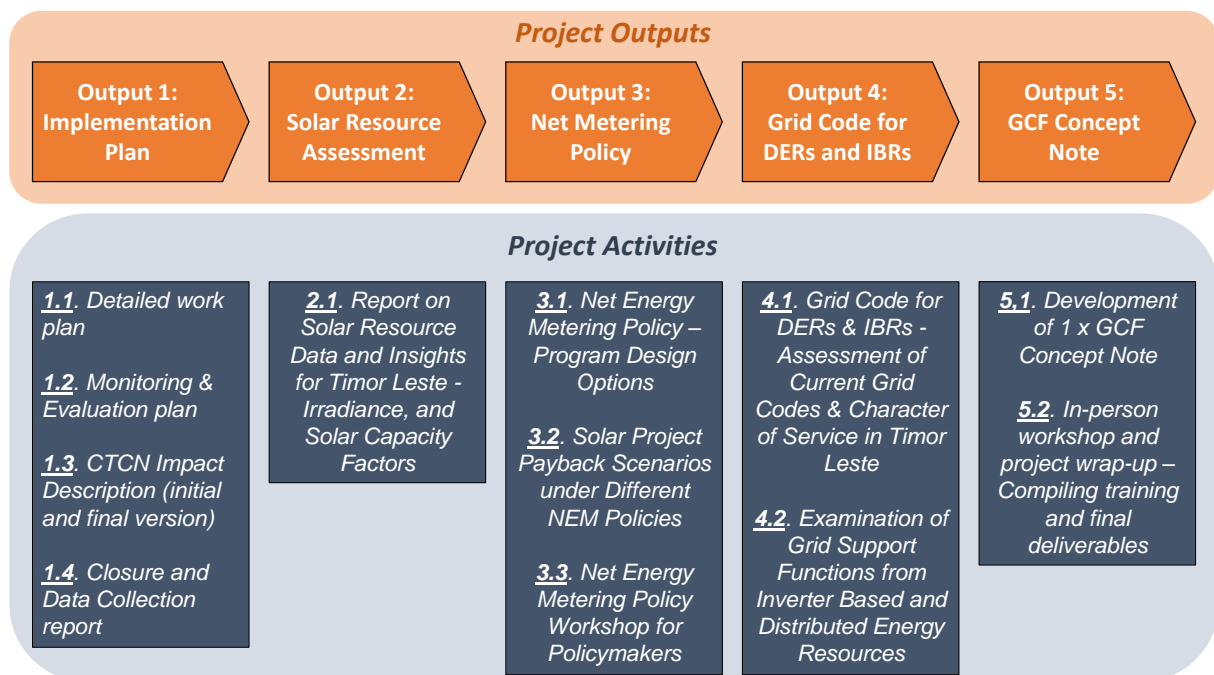 Project Outputs
Output 1:
Implementation
Plan
Output 2:
Solar Resource
Assessment
Output 3:
Net Metering
Policy
Output 4:
Grid Code for
DERs and IBRs
Output 5:
GCF Concept
Note
Project Activities
1.1. Detailed work
plan
1.2. Monitoring &
Evaluation plan
1.3. CTCN Impact
Description (initial
and final version)
1.4. Closure and
Data Collection
report
2.1. Report on
Solar Resource
Data and Insights
for Timor Leste -
Irradiance, and
Solar Capacity
Factors
3.1. Net Energy
Metering Policy –
Program Design
Options
3.2. Solar Project
Payback Scenarios
under Different
NEM Policies
3.3. Net Energy
Metering Policy
Workshop for
Policymakers
4.1. Grid Code for
DERs & IBRs -
Assessment of
Current Grid
Codes & Character
of Service in Timor
Leste
4.2. Examination of
Grid Support
Functions from
Inverter Based and
Distributed Energy
Resources
5,1. Development
of 1 x GCF
Concept Note
5.2. In-person
workshop and
project wrap-up –
Compiling training
and final
deliverables